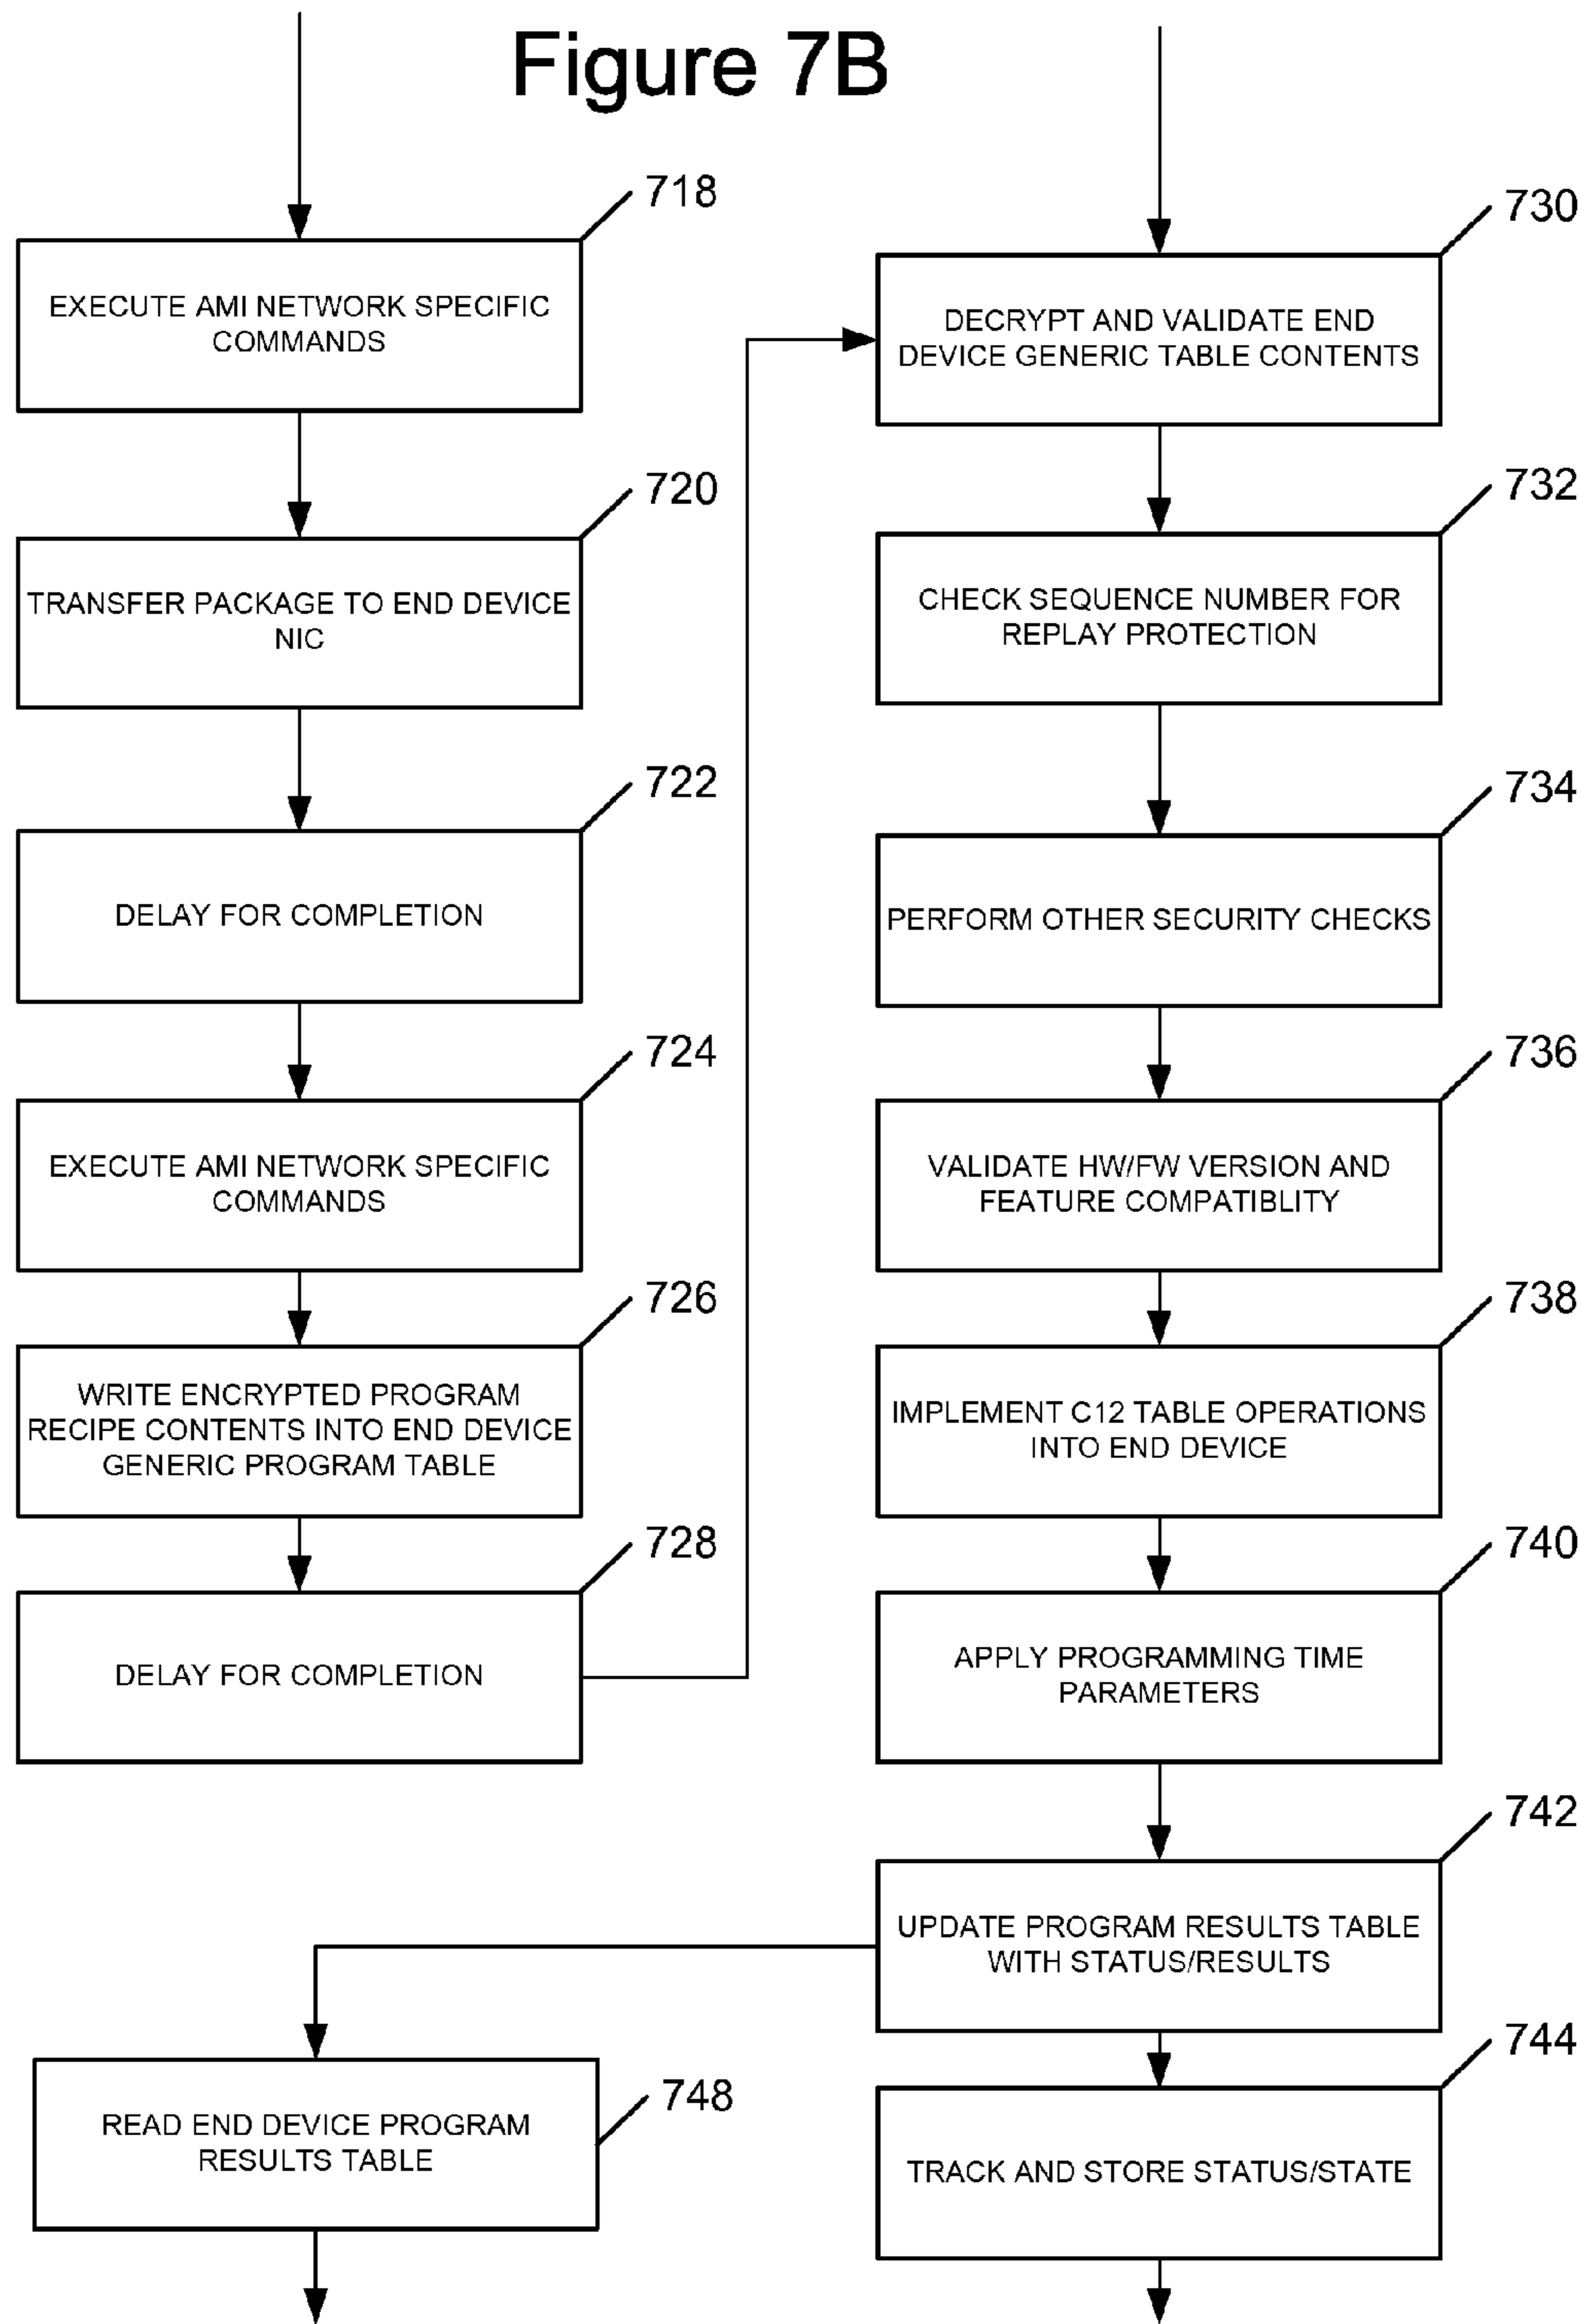 Figure 7B
718
EXECUTE AMI NETWORK SPECIFIC
COMMANDS
720
TRANSFER PACKAGE TO END DEVICE
NIC
722
DELAY FOR COMPLETION
724
EXECUTE AMI NETWORK SPECIFIC
COMMANDS
726
WRITE ENCRYPTED PROGRAM
RECIPE CONTENTS INTO END DEVICE
GENERIC PROGRAM TABLE
728
DELAY FOR COMPLETION
730
DECRYPT AND VALIDATE END
DEVICE GENERIC TABLE CONTENTS
732
CHECK SEQUENCE NUMBER FOR
REPLAY PROTECTION
734
PERFORM OTHER SECURITY CHECKS
736
VALIDATE HW/FW VERSION AND
FEATURE COMPATIBLITY
738
IMPLEMENT C12 TABLE OPERATIONS
INTO END DEVICE
740
APPLY PROGRAMMING TIME
PARAMETERS
742
UPDATE PROGRAM RESULTS TABLE
WITH STATUS/RESULTS
744
TRACK AND STORE STATUS/STATE
748
READ END DEVICE PROGRAM
RESULTS TABLE